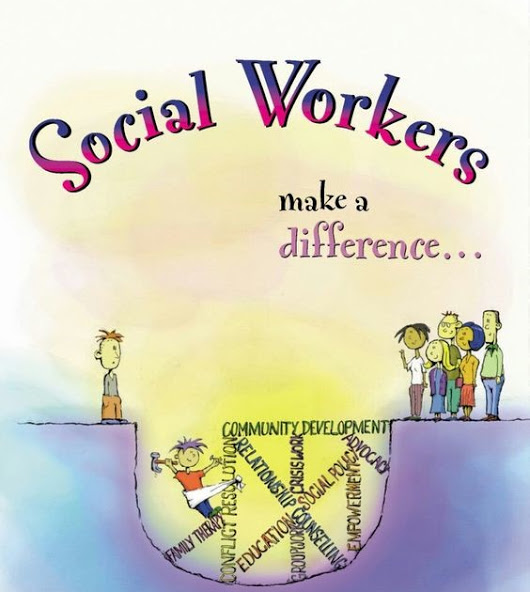 Social Workers
make a
difference...
COMMUNITY DEVELOPMENT
FAMILY THERAPY
CONFLICT RESOLUTION
RELATIONSHIP COUNSELLING
EDUCATION
CRISIS WORK
GROUPWORK
SOCIAL POLICY
ADVOCACY
EMPOWERMENT